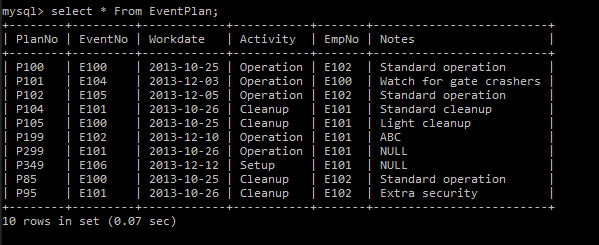 mysql> select * From EventPlan;
+--------+---------+------------+-----------+-------+-------------------------+
| PlanNo | EventNo | Workdate   | Activity  | EmpNo | Notes                   |
+--------+---------+------------+-----------+-------+-------------------------+
| P100   | E100    | 2013-10-25 | Operation | E102  | Standard operation      |
| P101   | E104    | 2013-12-03 | Operation | E100  | Watch for gate crashers |
| P102   | E105    | 2013-12-05 | Operation | E102  | Standard operation      |
| P104   | E101    | 2013-10-26 | Cleanup   | E101  | Standard cleanup        |
| P105   | E100    | 2013-10-25 | Cleanup   | E101  | Light cleanup           |
| P199   | E102    | 2013-12-10 | Operation | E101  | ABC                     |
| P299   | E101    | 2013-10-26 | Operation | E101  | NULL                    |
| P349   | E106    | 2013-12-12 | Setup     | E101  | NULL                    |
| P85    | E100    | 2013-10-25 | Cleanup   | E102  | Standard operation      |
| P95    | E101    | 2013-10-26 | Cleanup   | E102  | Extra security          |
+--------+---------+------------+-----------+-------+-------------------------+
10 rows in set (0.07 sec)